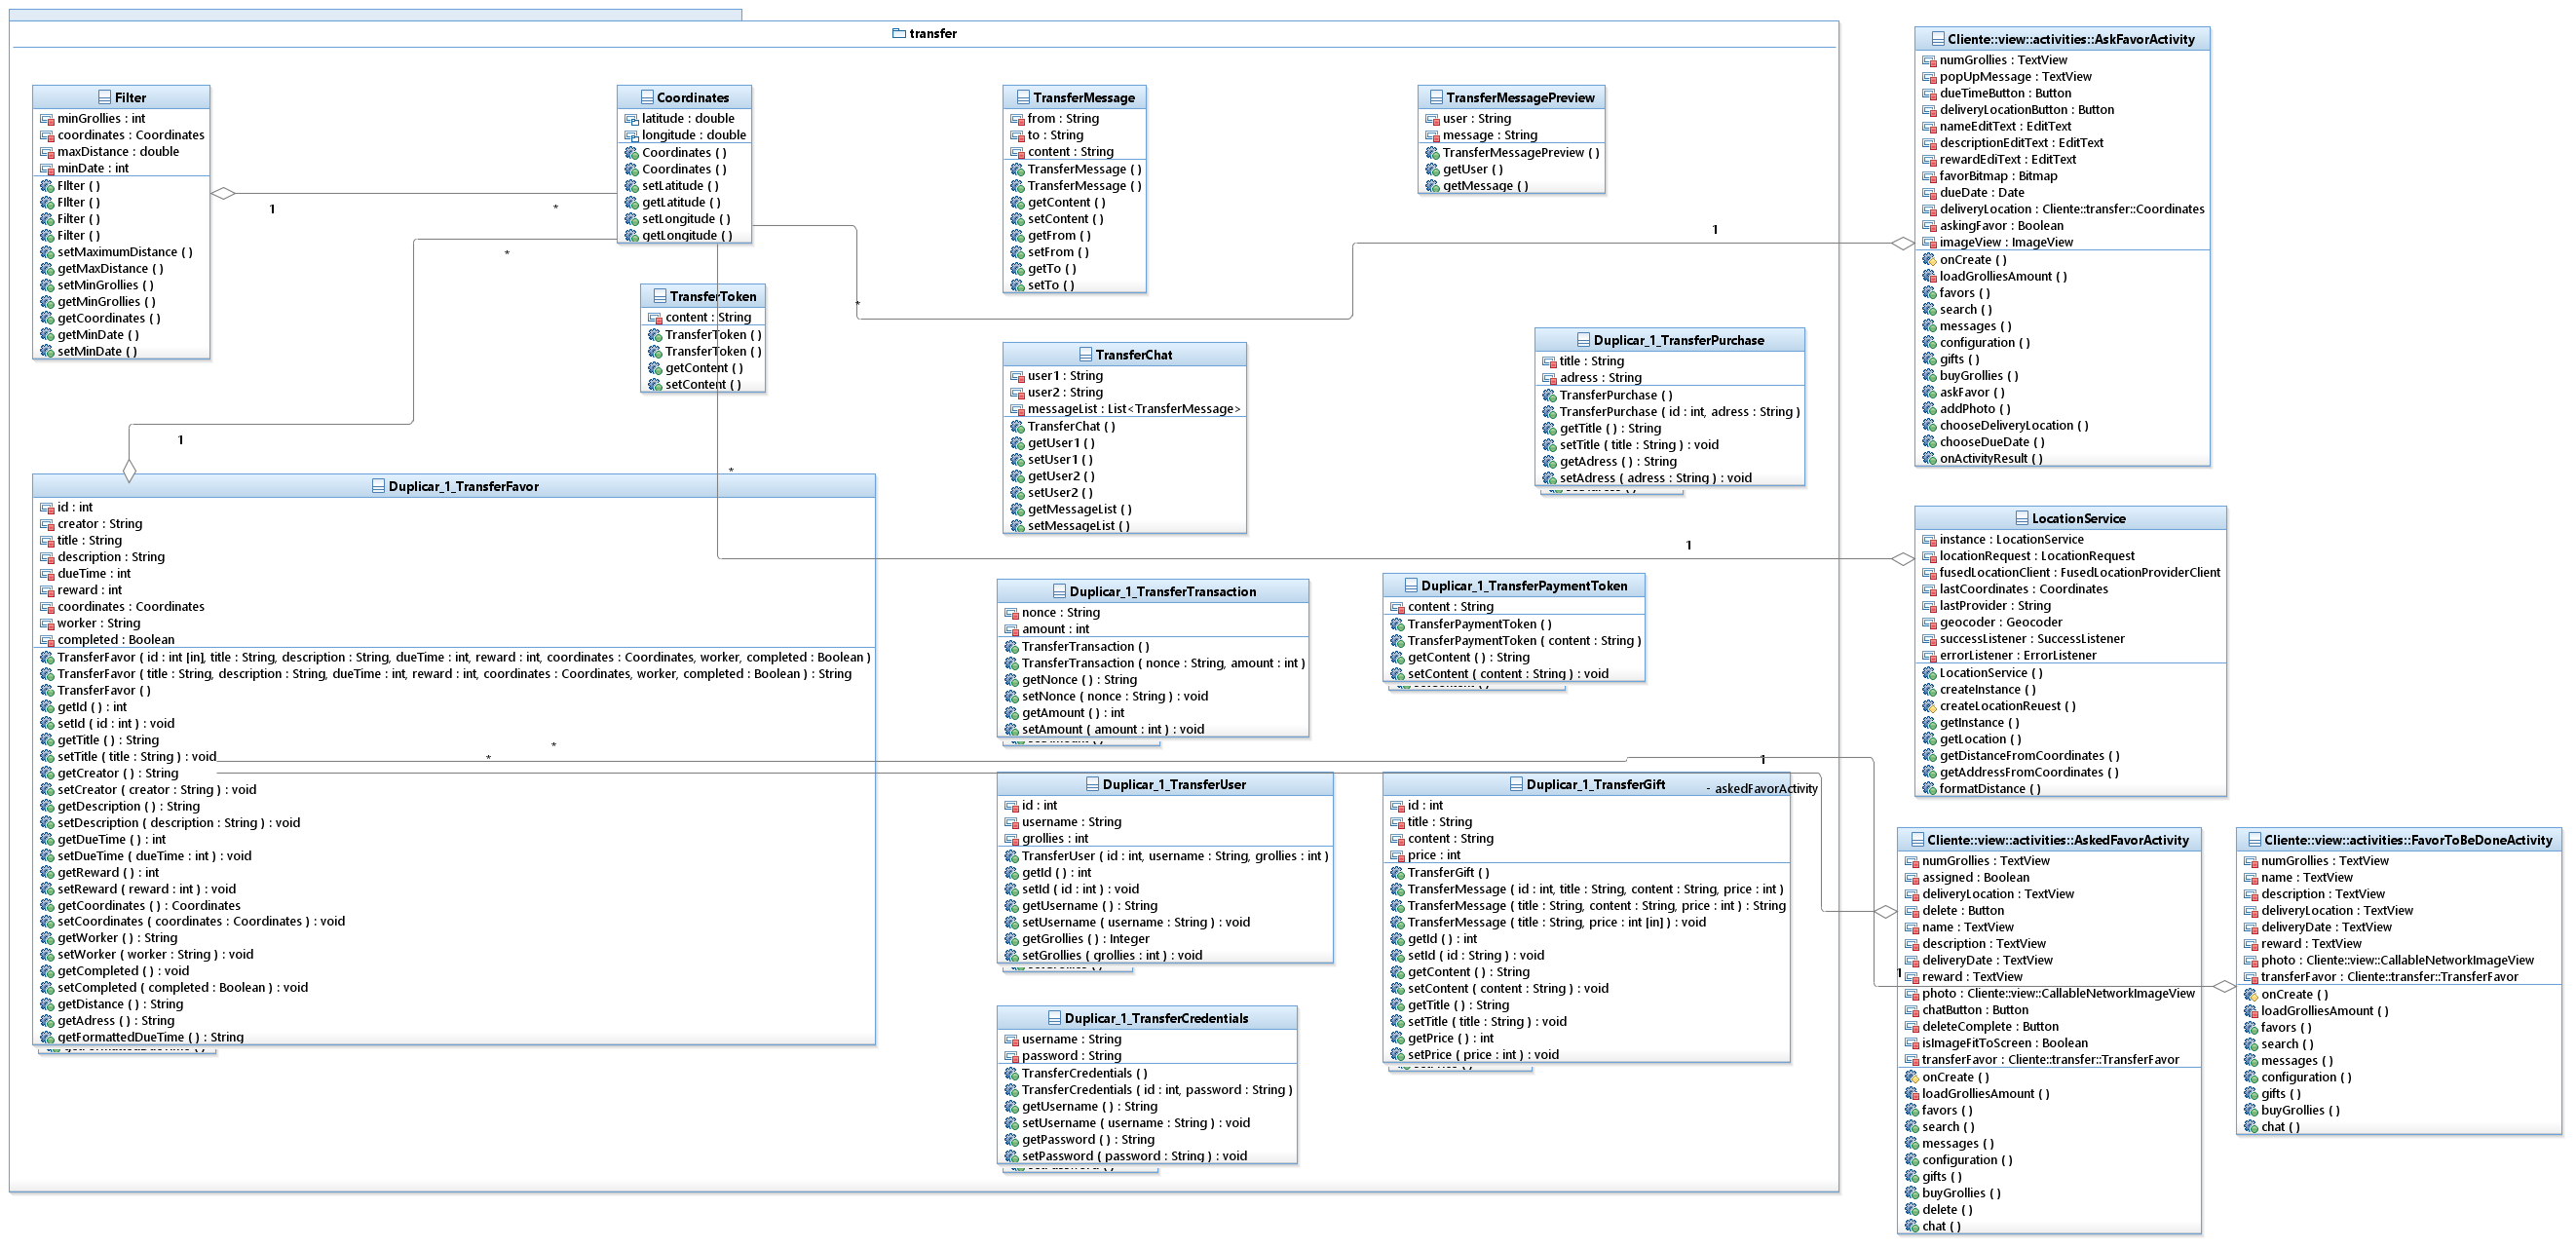 transfer
Filter
minGrollies : int
coordinates : Coordinates
maxDistance : double
minDate : int
FIlter ( )
FIlter ( )
Filter ( )
Filter ( )
setMaximumDistance ( )
getMaxDistance ( )
setMinGrollies ( )
getMinGrollies ( )
getCoordinates ( )
getMinDate ( )
setMinDate ( )
1
*
Coordinates
latitude : double
longitude : double
Coordinates ( )
Coordinates ( )
setLatitude ( )
getLatitude ( )
setLongitude ( )
getLongitude ( )
*
1
*
1
*
1
TransferToken
content : String
TransferToken ( )
TransferToken ( )
getContent ( )
setContent ( )
TransferMessage
from : String
to : String
content : String
TransferMessage ( )
TransferMessage ( )
getContent ( )
setContent ( )
getFrom ( )
setFrom ( )
getTo ( )
setTo ( )
TransferMessagePreview
user : String
message : String
TransferMessagePreview ( )
getUser ( )
getMessage ( )
TransferChat
user1 : String
user2 : String
messageList : List<TransferMessage>
TransferChat ( )
getUser1 ( )
setUser1 ( )
getUser2 ( )
setUser2 ( )
getMessageList ( )
setMessageList ( )
Duplicar_1_TransferPurchase
title : String
adress : String
TransferPurchase ( )
TransferPurchase ( id : int, adress : String )
getTitle ( ) : String
setTitle ( title : String ) : void
getAdress ( ) : String
setAdress ( adress : String ) : void
Duplicar_1_TransferFavor
id : int
creator : String
title : String
description : String
dueTime : int
reward : int
coordinates : Coordinates
worker : String
completed : Boolean
TransferFavor ( id : int [in], title : String, description : String, dueTime : int, reward : int, coordinates : Coordinates, worker, completed : Boolean )
TransferFavor ( title : String, description : String, dueTime : int, reward : int, coordinates : Coordinates, worker, completed : Boolean ) : String
TransferFavor ( )
getId ( ) : int
setId ( id : int ) : void
getTitle ( ) : String
setTitle ( title : String ) : void
getCreator ( ) : String
setCreator ( creator : String ) : void
getDescription ( ) : String
setDescription ( description : String ) : void
getDueTime ( ) : int
setDueTime ( dueTime : int ) : void
getReward ( ) : int
setReward ( reward : int ) : void
getCoordinates ( ) : Coordinates
setCoordinates ( coordinates : Coordinates ) : void
getWorker ( ) : String
setWorker ( worker : String ) : void
getCompleted ( ) : void
setCompleted ( completed : Boolean ) : void
getDistance ( ) : String
getAdress ( ) : String
getFormattedDueTime ( ) : String
*
*
1
- askedFavorActivity
1
Duplicar_1_TransferTransaction
nonce : String
amount : int
TransferTransaction ( )
TransferTransaction ( nonce : String, amount : int )
getNonce ( ) : String
setNonce ( nonce : String ) : void
getAmount ( ) : int
setAmount ( amount : int ) : void
Duplicar_1_TransferPaymentToken
content : String
TransferPaymentToken ( )
TransferPaymentToken ( content : String )
getContent ( ) : String
setContent ( content : String ) : void
Duplicar_1_TransferUser
id : int
username : String
grollies : int
TransferUser ( id : int, username : String, grollies : int )
getId ( ) : int
setId ( id : int ) : void
getUsername ( ) : String
setUsername ( username : String ) : void
getGrollies ( ) : Integer
setGrollies ( grollies : int ) : void
Duplicar_1_TransferGift
id : int
title : String
content : String
price : int
TransferGift ( )
TransferMessage ( id : int, title : String, content : String, price : int )
TransferMessage ( title : String, content : String, price : int ) : String
TransferMessage ( title : String, price : int [in] ) : void
getId ( ) : int
setId ( id : String ) : void
getContent ( ) : String
setContent ( content : String ) : void
getTitle ( ) : String
setTitle ( title : String ) : void
getPrice ( ) : int
setPrice ( price : int ) : void
Duplicar_1_TransferCredentials
username : String
password : String
TransferCredentials ( )
TransferCredentials ( id : int, password : String )
getUsername ( ) : String
setUsername ( username : String ) : void
getPassword ( ) : String
setPassword ( password : String ) : void
Cliente::view::activities::AskFavorActivity
numGrollies : TextView
popUpMessage : TextView
dueTimeButton : Button
deliveryLocationButton : Button
nameEditText : EditText
descriptionEditText : EditText
rewardEdiText : EditText
favorBitmap : Bitmap
dueDate : Date
deliveryLocation : Cliente::transfer::Coordinates
askingFavor : Boolean
imageView : ImageView
onCreate ( )
loadGrolliesAmount ( )
favors ( )
search ( )
messages ( )
configuration ( )
gifts ( )
buyGrollies ( )
askFavor ( )
addPhoto ( )
chooseDeliveryLocation ( )
chooseDueDate ( )
onActivityResult ( )
LocationService
instance : LocationService
locationRequest : LocationRequest
fusedLocationClient : FusedLocationProviderClient
lastCoordinates : Coordinates
lastProvider : String
geocoder : Geocoder
successListener : SuccessListener
errorListener : ErrorListener
LocationService ( )
createInstance ( )
createLocationReuest ( )
getInstance ( )
getLocation ( )
getDistanceFromCoordinates ( )
getAddressFromCoordinates ( )
formatDistance ( )
Cliente::view::activities::AskedFavorActivity
numGrollies : TextView
assigned : Boolean
deliveryLocation : TextView
delete : Button
name : TextView
description : TextView
deliveryDate : TextView
reward : TextView
photo : Cliente::view::CallableNetworkImageView
chatButton : Button
deleteComplete : Button
isImageFitToScreen : Boolean
transferFavor : Cliente::transfer::TransferFavor
onCreate ( )
loadGrolliesAmount ( )
favors ( )
search ( )
messages ( )
configuration ( )
gifts ( )
buyGrollies ( )
delete ( )
chat ( )
Cliente::view::activities::FavorToBeDoneActivity
numGrollies : TextView
name : TextView
description : TextView
deliveryLocation : TextView
deliveryDate : TextView
reward : TextView
photo : Cliente::view::CallableNetworkImageView
transferFavor : Cliente::transfer::TransferFavor
onCreate ( )
loadGrolliesAmount ( )
favors ( )
search ( )
messages ( )
configuration ( )
gifts ( )
buyGrollies ( )
chat ( )